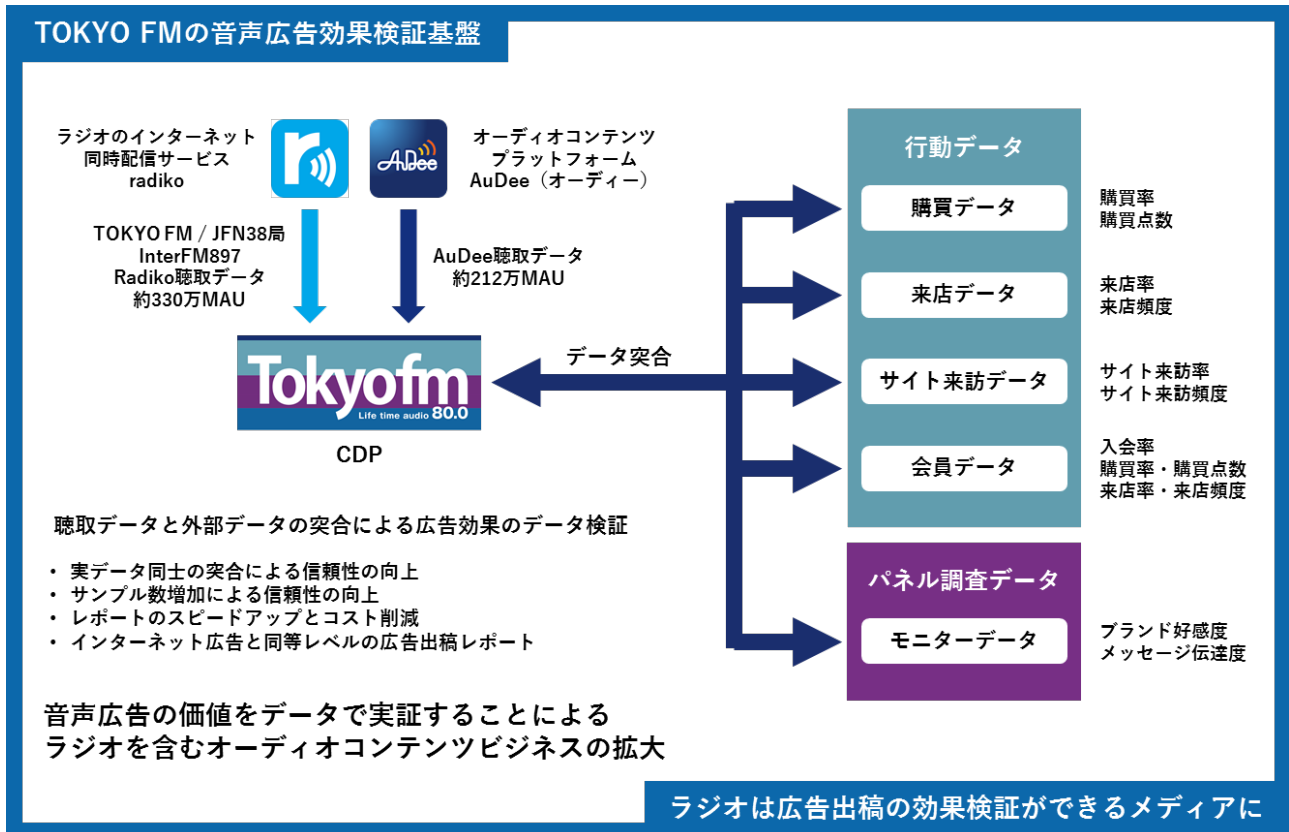 TOKYO FMの音声広告効果検証基盤
ラジオのインターネット
同時配信サービス
radiko
r
AuDee
オーディオコンテンツ
プラットフォーム
AuDee（オーディー）
TOKYO FM / JFN38局
InterFM897
Radiko聴取データ
約330万MAU
AuDee聴取データ
約212万MAU
Tokyofm
Life time audio 80.0
CDP
データ突合
行動データ
購買データ
購買率
購買点数
来店データ
来店率
来店頻度
サイト来訪データ
サイト来訪率
サイト来訪頻度
会員データ
入会率
購買率・購買点数
来店率・来店頻度
パネル調査データ
モニターデータ
ブランド好感度
メッセージ伝達度
聴取データと外部データの突合による広告効果のデータ検証
・ 実データ同士の突合による信頼性の向上
・ サンプル数増加による信頼性の向上
・ レポートのスピードアップとコスト削減
・ インターネット広告と同等レベルの広告出稿レポート
音声広告の価値をデータで実証することによる
ラジオを含むオーディオコンテンツビジネスの拡大
ラジオは広告出稿の効果検証ができるメディアに